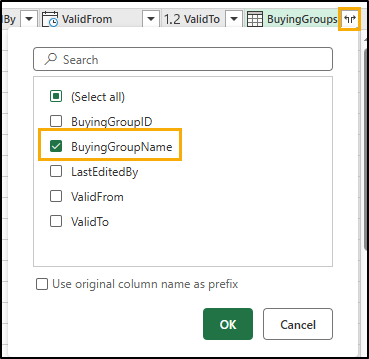 By ValidFrom 1.2 ValidTo BuyingGroups
Search
(Select all)
BuyingGroupID
BuyingGroupName
LastEditedBy
ValidFrom
ValidTo
Use original column name as prefix
OK Cancel